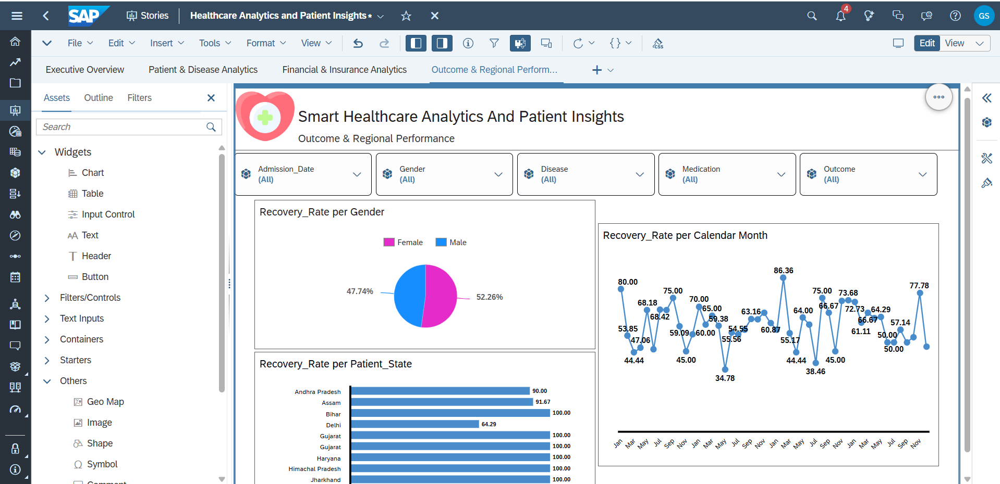 SAP Stories Healthcare Analytics and Patient Insights* 4 GS
File Edit Insert Tools Format View CSS Edit View
Executive Overview Patient & Disease Analytics Financial & Insurance Analytics Outcome & Regional Perform...
Assets Outline Filters
Search
Widgets
Chart
Table
Input Control
Text
Header
Button
Filters/Controls
Text Inputs
Containers
Starters
Others
Geo Map
Image
Shape
Symbol
Smart Healthcare Analytics And Patient Insights
Outcome & Regional Performance
Admission_Date
(All)
Gender
(All)
Disease
(All)
Medication
(All)
Outcome
(All)
Recovery_Rate per Gender
Female Male
47.74%
52.26%
Recovery_Rate per Patient_State
Andhra Pradesh 90.00
Assam 91.67
Bihar 100.00
Delhi 64.29
Gujarat 100.00
Gujarat 100.00
Haryana 100.00
Himachal Pradesh 100.00
Jharkhand 100.00
Recovery_Rate per Calendar Month
80.00
53.85
44.44
47.06
68.18
68.42
75.00
59.09
45.00
70.00
60.00
65.00
59.38
34.78
55.56
54.55
63.16
60.87
86.36
55.17
44.44
64.00
38.46
75.00
66.67
45.00
73.68
72.73
61.11
66.67
64.29
50.00
50.00
57.14
77.78
Jan Mar May Jul Sep Nov Jan Mar May Jul Sep Nov Jan Mar May Jul Sep Nov Jan Mar May Jul Sep Nov